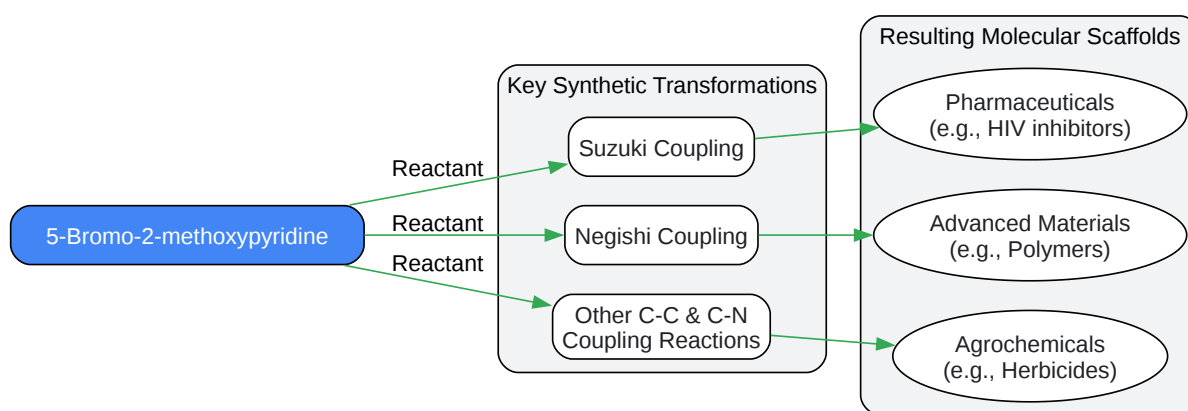 Resulting Molecular Scaffolds
Key Synthetic Transformations
Pharmaceuticals
(e.g., HIV inhibitors)
Suzuki Coupling
Reactant
5-Bromo-2-methoxypyridine
Reactant
Negishi Coupling
Advanced Materials
(e.g., Polymers)
Reactant
Other C-C & C-N
Coupling Reactions
Agrochemicals
(e.g., Herbicides)